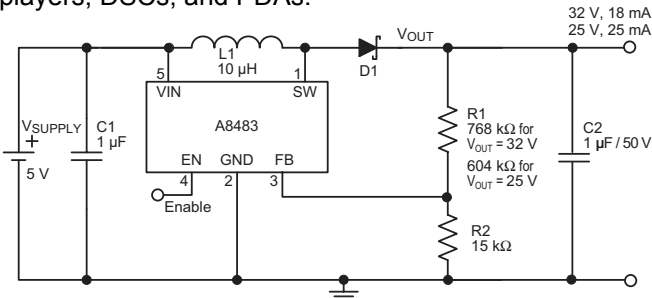 players, DSCs, and PDAs.
32 V, 18 mA
25 V, 25 mA
VOUT
L1
10 µH
D1
5
1
VIN
SW
A8483
EN
GND
FB
4
2
3
Enable
VSUPPLY
+
5 V
C1
1 µF
R1
768 kΩ for
VOUT = 32 V
604 kΩ for
VOUT = 25 V
C2
1 µF / 50 V
R2
15 kΩ